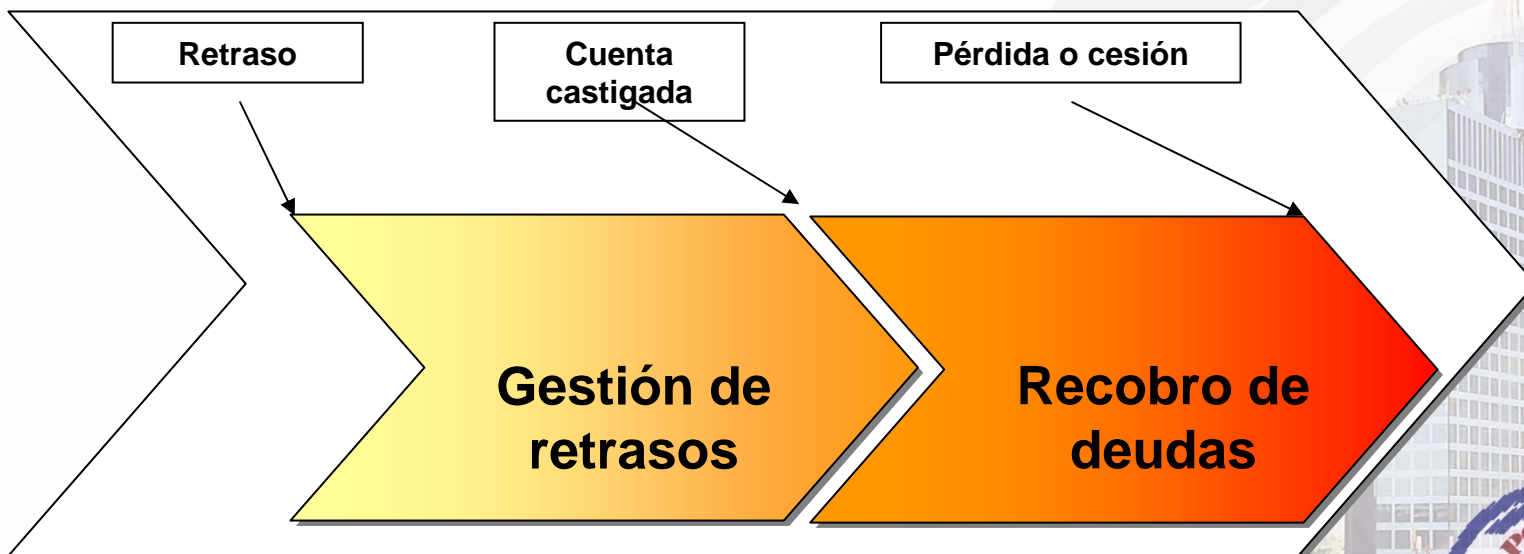 Retraso
Cuenta
castigada
Pérdida o cesión
Gestión de
retrasos
Recobro de
deudas